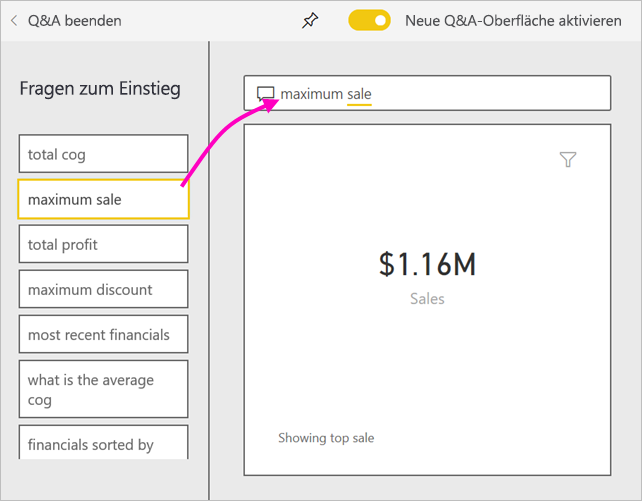 Q&A beenden
Neue Q&A-Oberfläche aktivieren
Fragen zum Einstieg
total cog
maximum sale
total profit
maximum discount
most recent financials
what is the average
cog
financials sorted by
maximum sale
$1.16M
Sales
Showing top sale